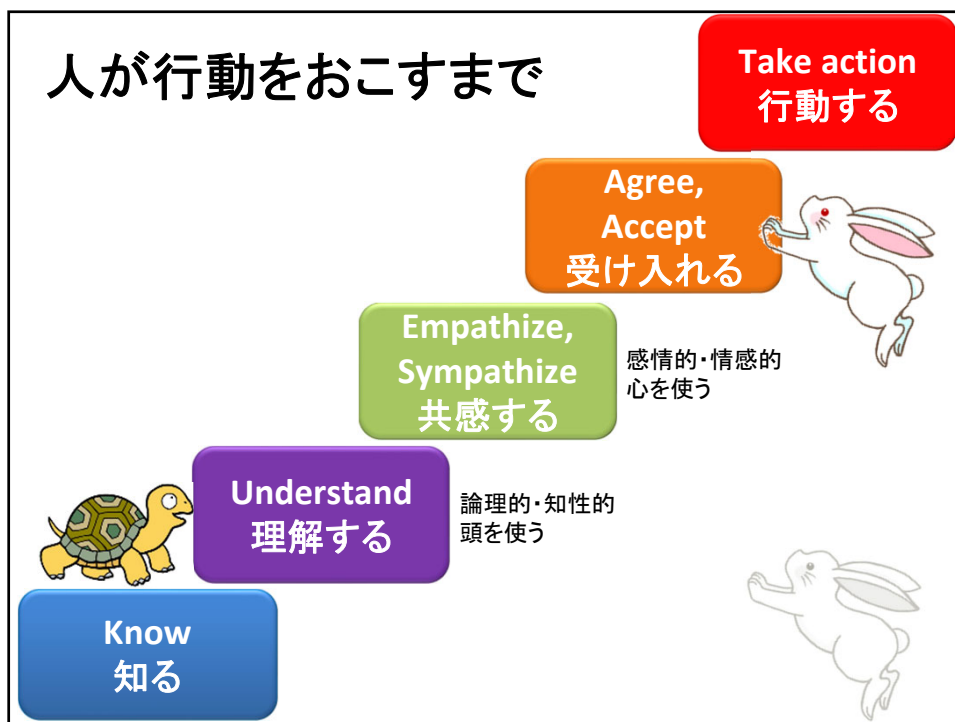 人が行動をおこすまで
Take action
行動する
Agree,
Accept
受け入れる
Empathize,
Sympathize
共感する
感情的・情感的
心を使う
Understand
理解する
論理的・知性的
頭を使う
Know
知る